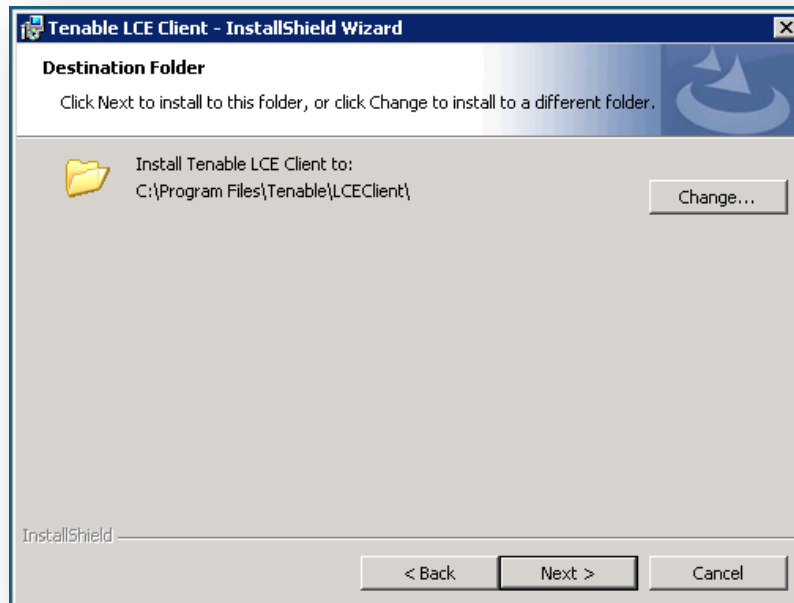 Tenable LCE Client - InstallShield Wizard
Destination Folder
Click Next to install to this folder, or click Change to install to a different folder.
Install Tenable LCE Client to:
C:\Program Files\Tenable\LCEClient\
Change...
InstallShield
< Back
Next >
Cancel